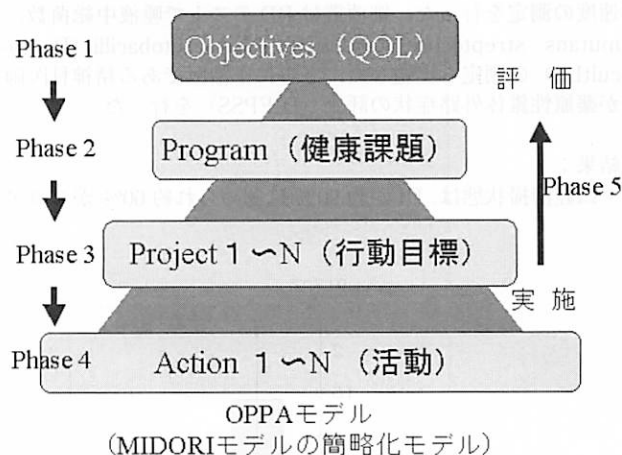 Phase 1
Objectives（QOL）
評 価
Phase 2
Program（健康課題）
Phase 5
Phase 3
Project 1～N（行動目標）
実 施
Phase 4
Action 1～N（活動）
OPPAモデル
（MIDORIモデルの簡略化モデル）